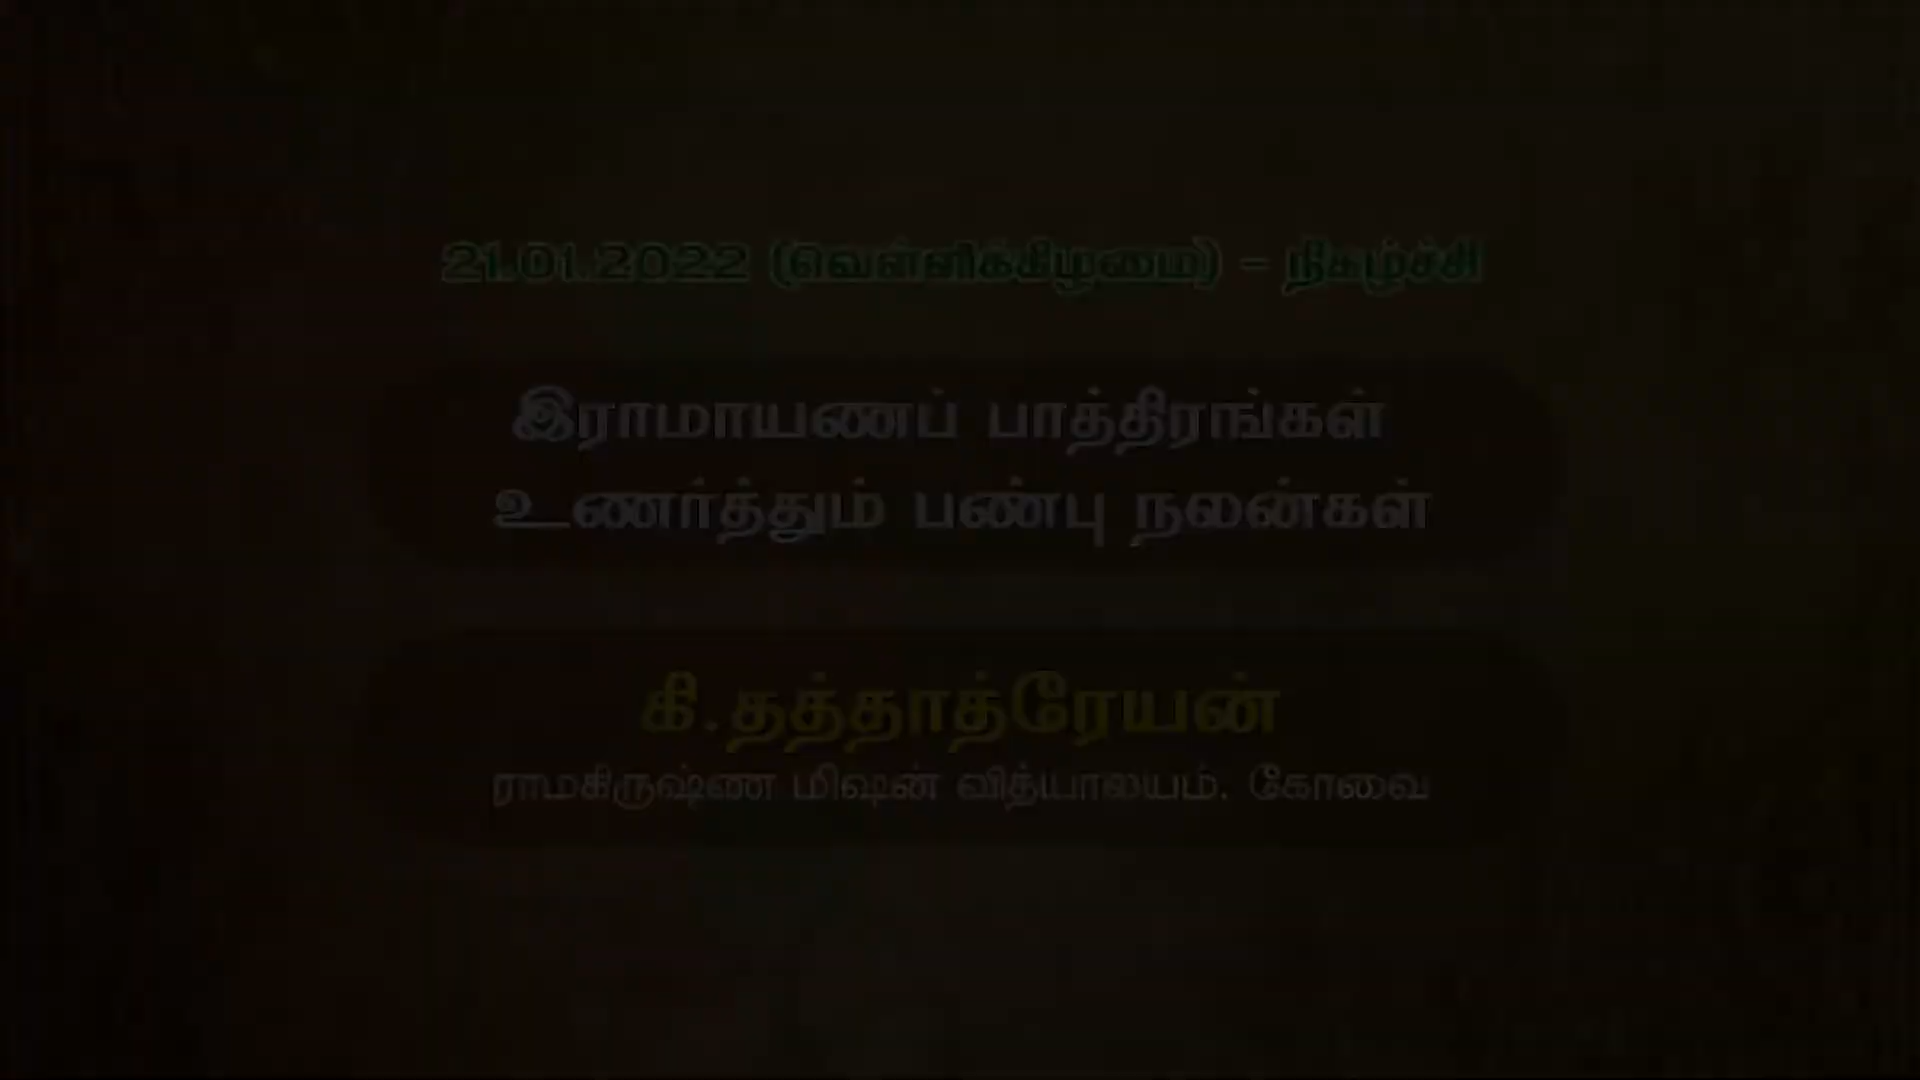 21.01.2022 (வெள்ளிக்கிழமை) - நிகழ்ச்சி
இராமாயணப் பாத்திரங்கள்
உணர்த்தும் பண்பு நலன்கள்
கி.தத்தாத்ரேயன்
ராமகிருஷ்ண மிஷன் வித்யாலயம். கோவை